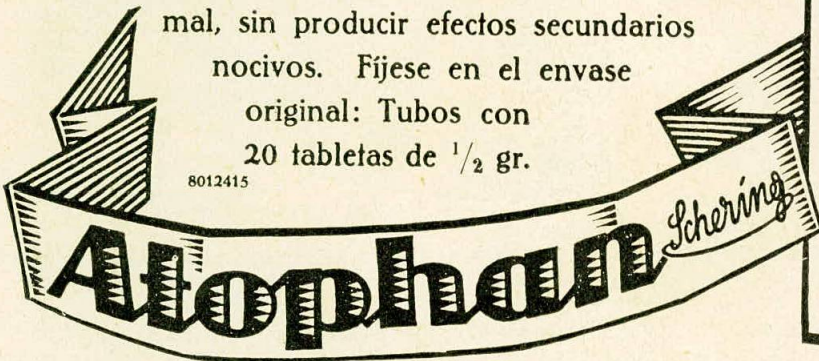 mal, sin producir efectos secundarios
nocivos. Fíjese en el envase
original: Tubos con
20 tabletas de ¹/₂ gr.
8012415
Atophan Schering